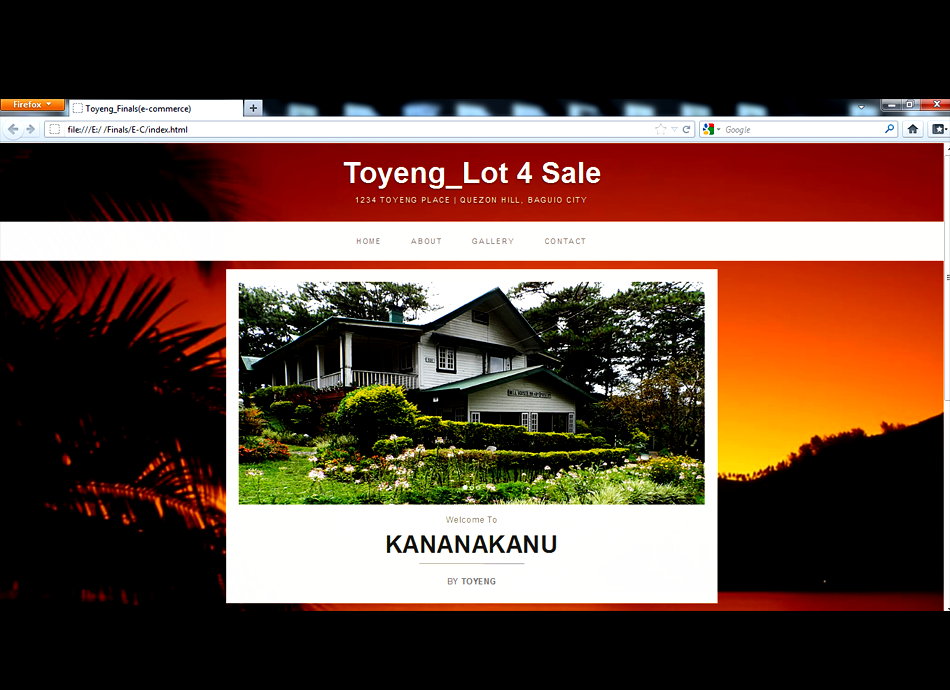 Firefox
Toyeng_Finals(e-commerce)
file:///E:/ /Finals/E-C/index.html
Google
Toyeng_Lot 4 Sale
1234 TOYENG PLACE | QUEZON HILL, BAGUIO CITY
HOME ABOUT GALLERY CONTACT
Welcome To
KANANAKANU
BY TOYENG